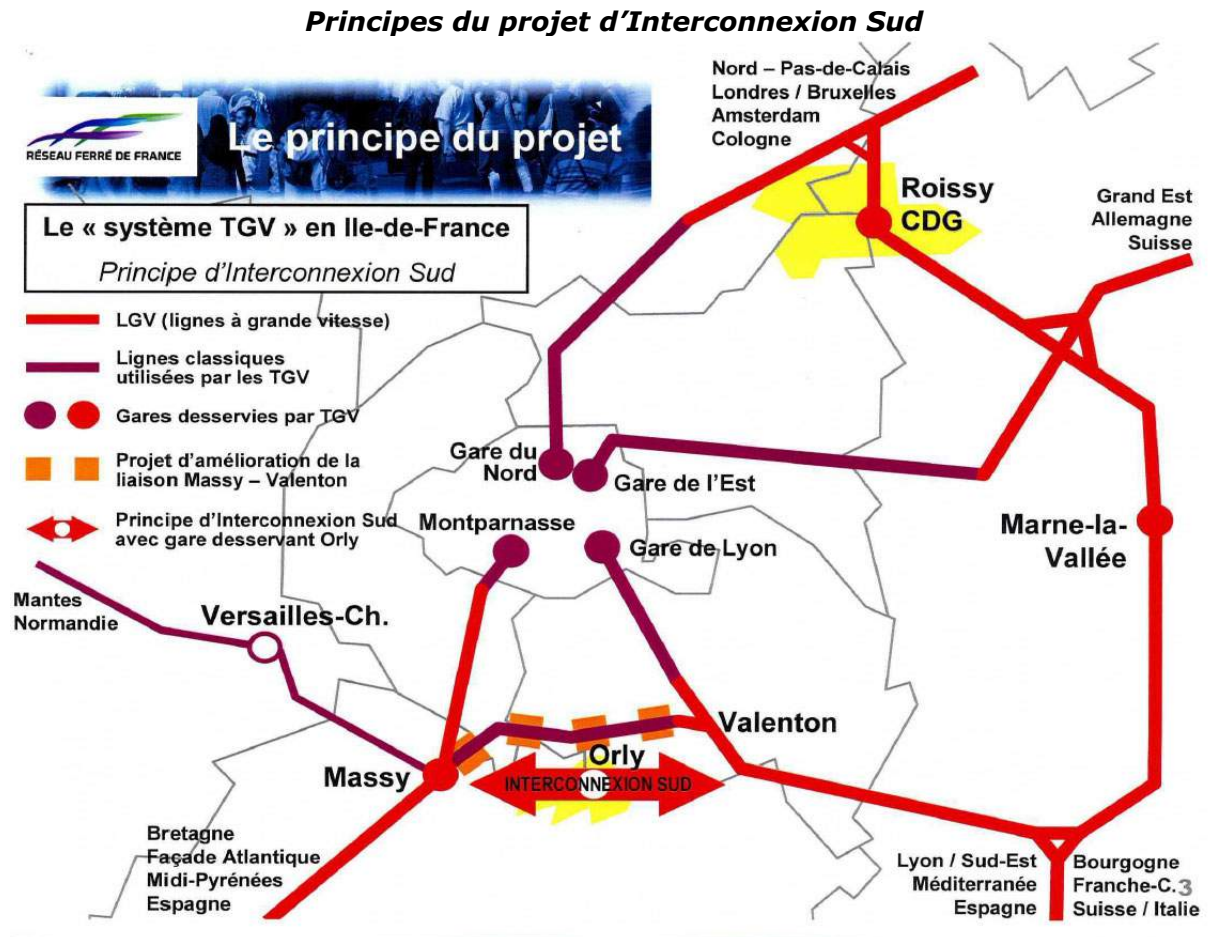 Principes du projet d’Interconnexion Sud
RÉSEAU FERRÉ DE FRANCE
Le principe du projet
Le « système TGV » en Ile-de-France
Principe d’Interconnexion Sud
LGV (lignes à grande vitesse)
Lignes classiques
utilisées par les TGV
Gares desservies par TGV
Projet d’amélioration de la
liaison Massy – Valenton
Principe d’Interconnexion Sud
avec gare desservant Orly
Nord – Pas-de-Calais
Londres / Bruxelles
Amsterdam
Cologne
Roissy
CDG
Grand Est
Allemagne
Suisse
Gare du
Nord
Gare de l’Est
Montparnasse
Gare de Lyon
Marne-la-
Vallée
Mantes
Normandie
Versailles-Ch.
Valenton
Massy
Orly
INTERCONNEXION SUD
Bretagne
Façade Atlantique
Midi-Pyrénées
Espagne
Lyon / Sud-Est
Méditerranée
Espagne
Bourgogne
Franche-C.
Suisse / Italie
3